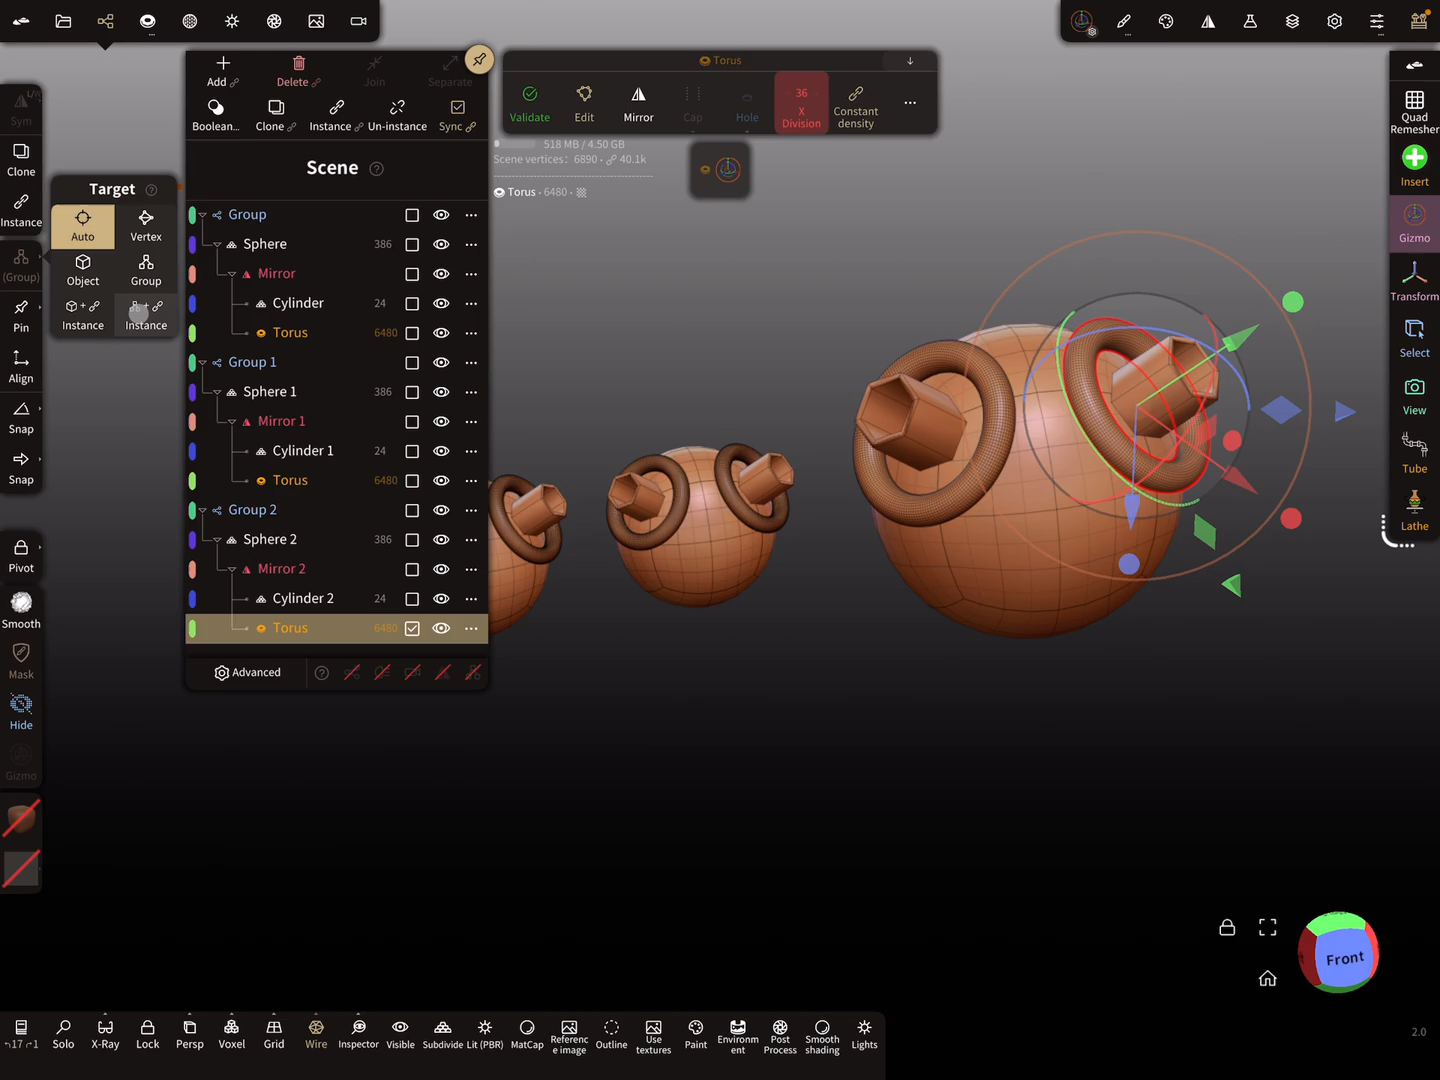 Add
Delete
Join
Separate
Boolean...
Clone
Instance
Un-instance
Sync
Scene
Group
Sphere 386
Mirror
Cylinder 24
Torus 6480
Group 1
Sphere 1 386
Mirror 1
Cylinder 1 24
Torus 6480
Group 2
Sphere 2 386
Mirror 2
Cylinder 2 24
Torus 6480
Advanced
Torus
Validate
Edit
Mirror
Cap
Hole
36
X
Division
Constant
density
518 MB / 4.50 GB
Scene vertices: 6890 • 40.1k
Torus • 6480 •
Sym
Clone
Instance
(Group)
Pin
Align
Snap
Snap
Pivot
Smooth
Mask
Hide
Gizmo
Target
Auto
Vertex
Object
Group
Instance
Instance
Quad
Remesher
Insert
Gizmo
Transform
Select
View
Tube
Lathe
Front
2.0
17 1
Solo
X-Ray
Lock
Persp
Voxel
Grid
Wire
Inspector
Visible
Subdivide
Lit (PBR)
MatCap
Referenc
e image
Outline
Use
textures
Paint
Environm
ent
Post
Process
Smooth
shading
Lights